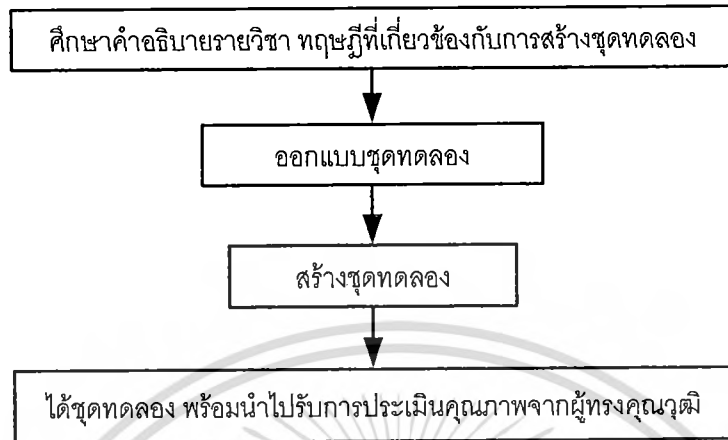 ศึกษาคำอธิบายรายวิชา ทฤษฎีที่เกี่ยวข้องกับการสร้างชุดทดลอง
ออกแบบชุดทดลอง
สร้างชุดทดลอง
ได้ชุดทดลอง พร้อมนำไปรับการประเมินคุณภาพจากผู้ทรงคุณวุฒิ